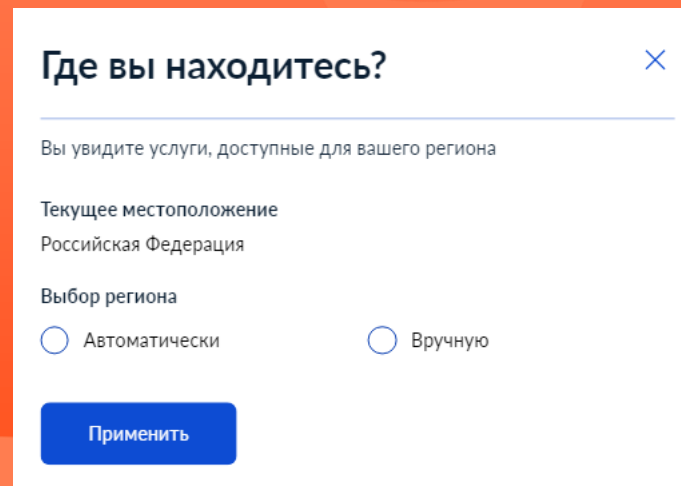 Где вы находитесь?
Вы увидите услуги, доступные для вашего региона
Текущее местоположение
Российская Федерация
Выбор региона
Автоматически Вручную
Применить